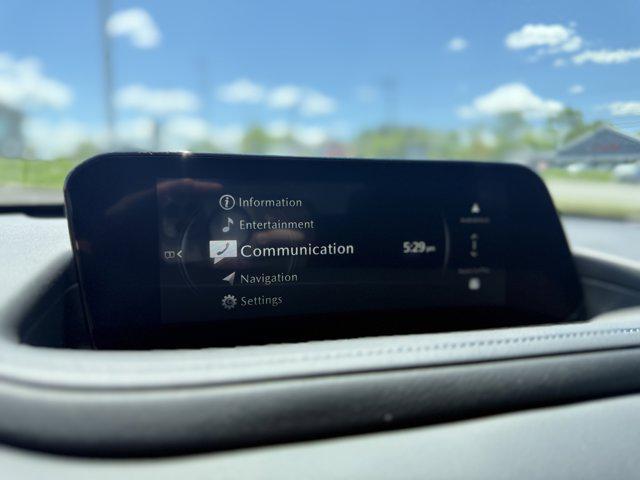 Information
Entertainment
Communication
5:29 pm
Navigation
Settings